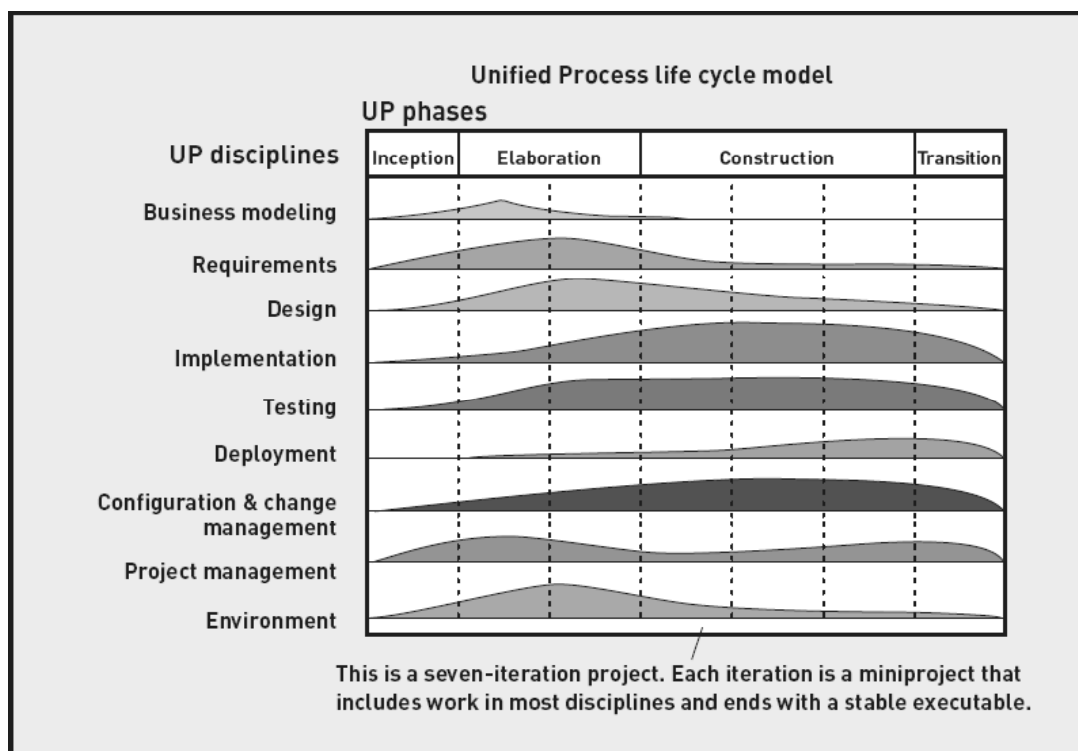 Unified Process life cycle model
UP phases
UP disciplines
Inception
Elaboration
Construction
Transition
Business modeling
Requirements
Design
Implementation
Testing
Deployment
Configuration & change
management
Project management
Environment
This is a seven-iteration project. Each iteration is a miniproject that
includes work in most disciplines and ends with a stable executable.